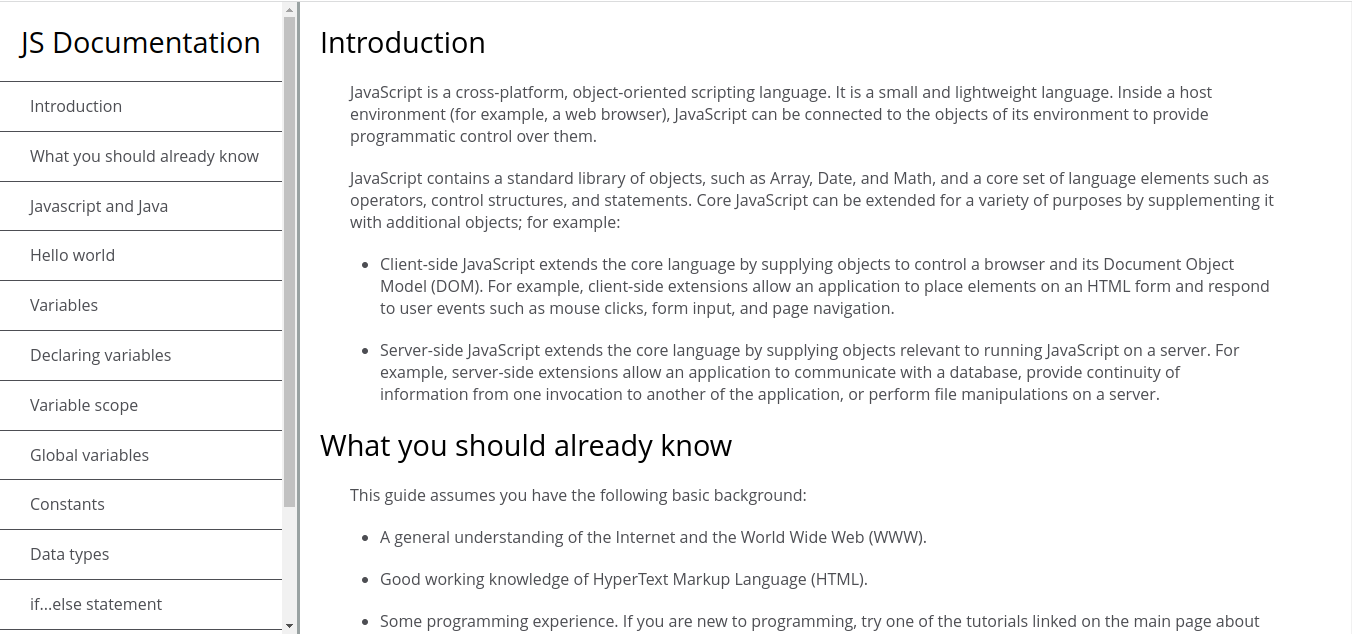 JS Documentation
Introduction
What you should already know
Javascript and Java
Hello world
Variables
Declaring variables
Variable scope
Global variables
Constants
Data types
if...else statement
Introduction
JavaScript is a cross-platform, object-oriented scripting language. It is a small and lightweight language. Inside a host
environment (for example, a web browser), JavaScript can be connected to the objects of its environment to provide
programmatic control over them.
JavaScript contains a standard library of objects, such as Array, Date, and Math, and a core set of language elements such as
operators, control structures, and statements. Core JavaScript can be extended for a variety of purposes by supplementing it
with additional objects; for example:
• Client-side JavaScript extends the core language by supplying objects to control a browser and its Document Object
Model (DOM). For example, client-side extensions allow an application to place elements on an HTML form and respond
to user events such as mouse clicks, form input, and page navigation.
• Server-side JavaScript extends the core language by supplying objects relevant to running JavaScript on a server. For
example, server-side extensions allow an application to communicate with a database, provide continuity of
information from one invocation to another of the application, or perform file manipulations on a server.
What you should already know
This guide assumes you have the following basic background:
• A general understanding of the Internet and the World Wide Web (WWW).
• Good working knowledge of HyperText Markup Language (HTML).
• Some programming experience. If you are new to programming, try one of the tutorials linked on the main page about